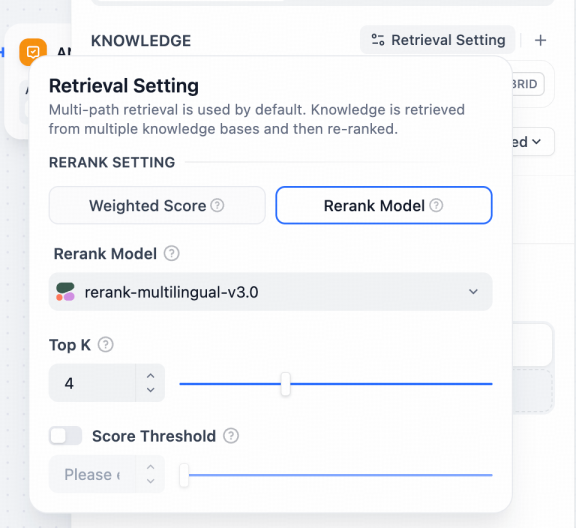 KNOWLEDGE
Retrieval Setting
Retrieval Setting
Multi-path retrieval is used by default. Knowledge is retrieved
from multiple knowledge bases and then re-ranked.
RERANK SETTING
Weighted Score
Rerank Model
Rerank Model
rerank-multilingual-v3.0
Top K
4
Score Threshold
Please